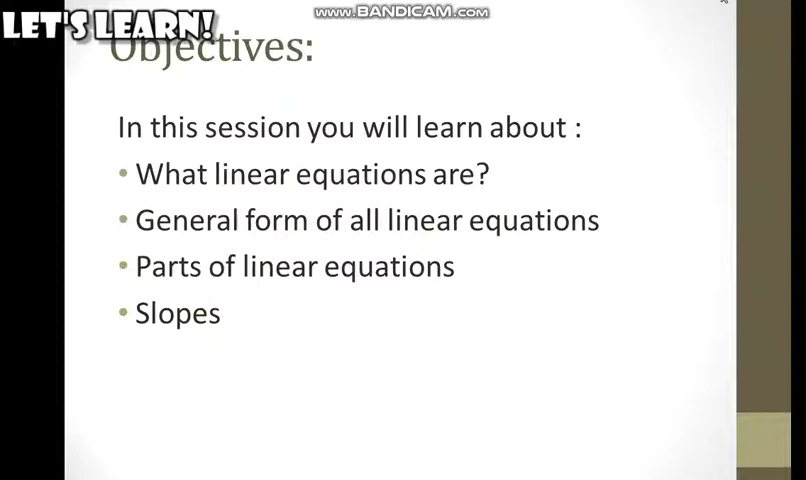 www.BANDICAM.com
LET'S LEARN!
Objectives:
In this session you will learn about :
• What linear equations are?
• General form of all linear equations
• Parts of linear equations
• Slopes